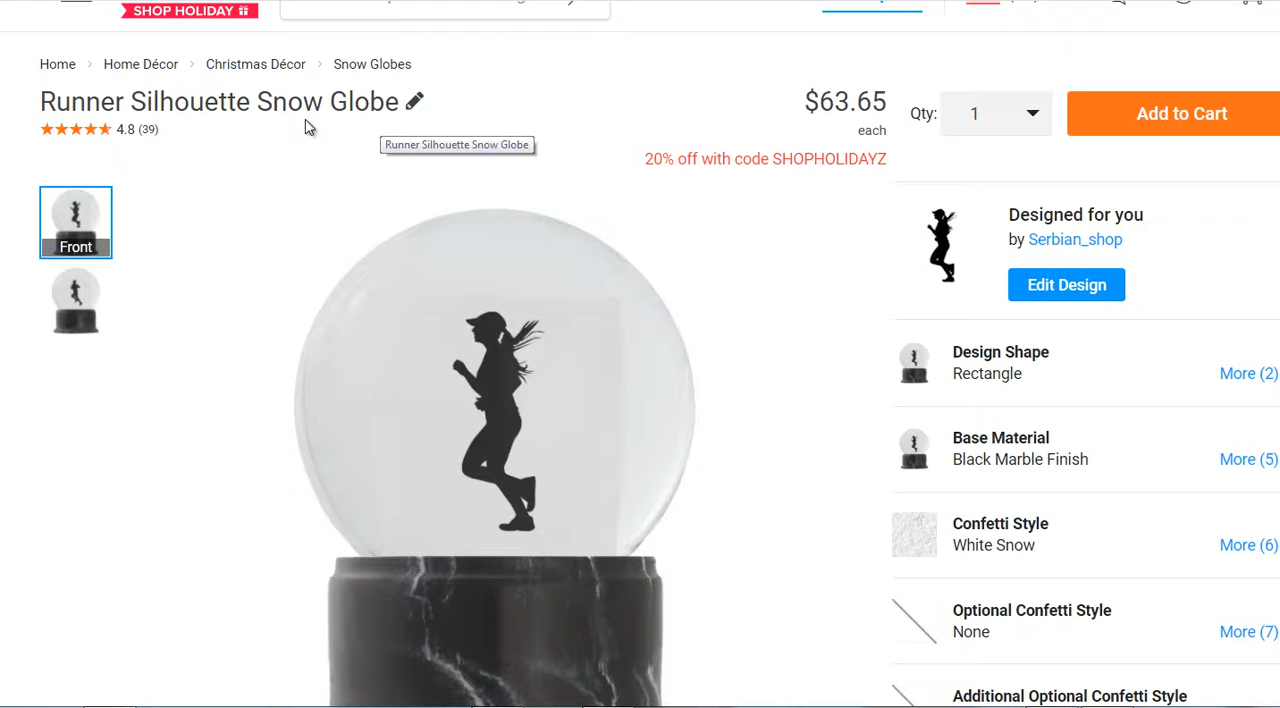 SHOP HOLIDAY
Home > Home Décor > Christmas Décor > Snow Globes
Runner Silhouette Snow Globe
4.8 (39)
Runner Silhouette Snow Globe
$63.65
each
20% off with code SHOPHOLIDAYZ
Qty: 1
Add to Cart
Front
Designed for you
by Serbian_shop
Edit Design
Design Shape
Rectangle
More (2)
Base Material
Black Marble Finish
More (5)
Confetti Style
White Snow
More (6)
Optional Confetti Style
None
More (7)
Additional Optional Confetti Style